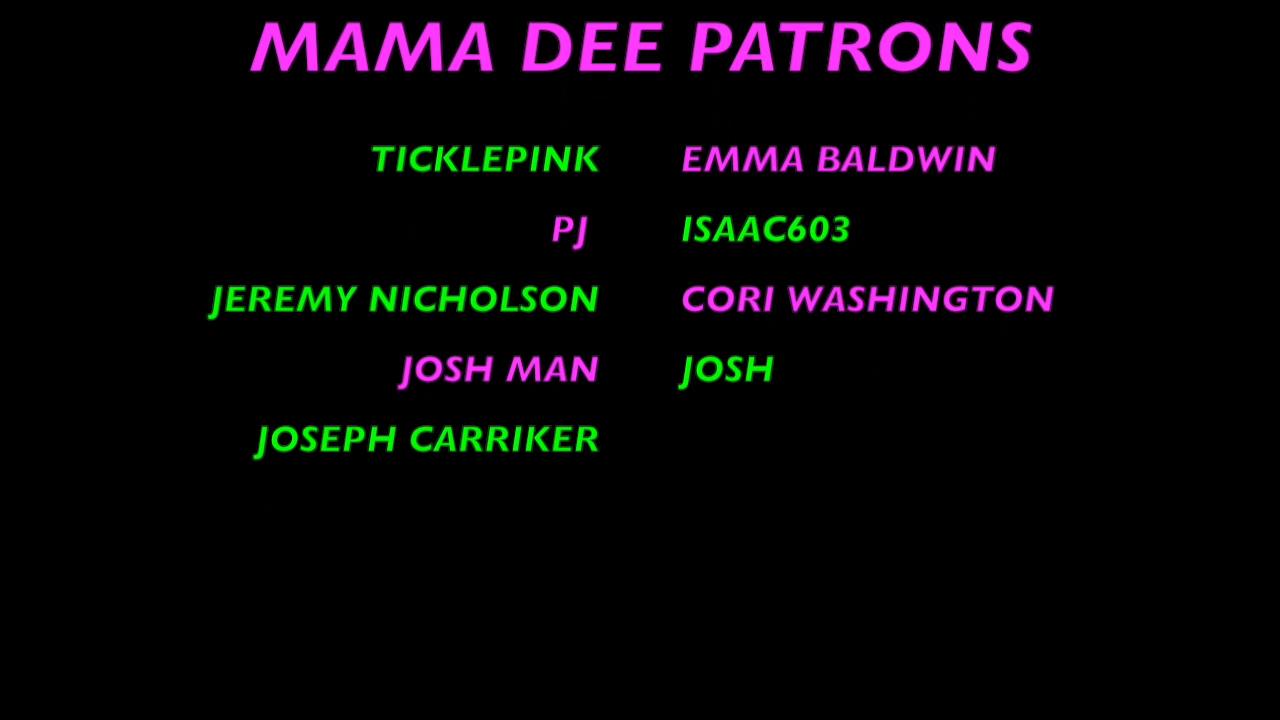 MAMA DEE PATRONS
TICKLEPINK EMMA BALDWIN
PJ ISAAC603
JEREMY NICHOLSON CORI WASHINGTON
JOSH MAN JOSH
JOSEPH CARRIKER